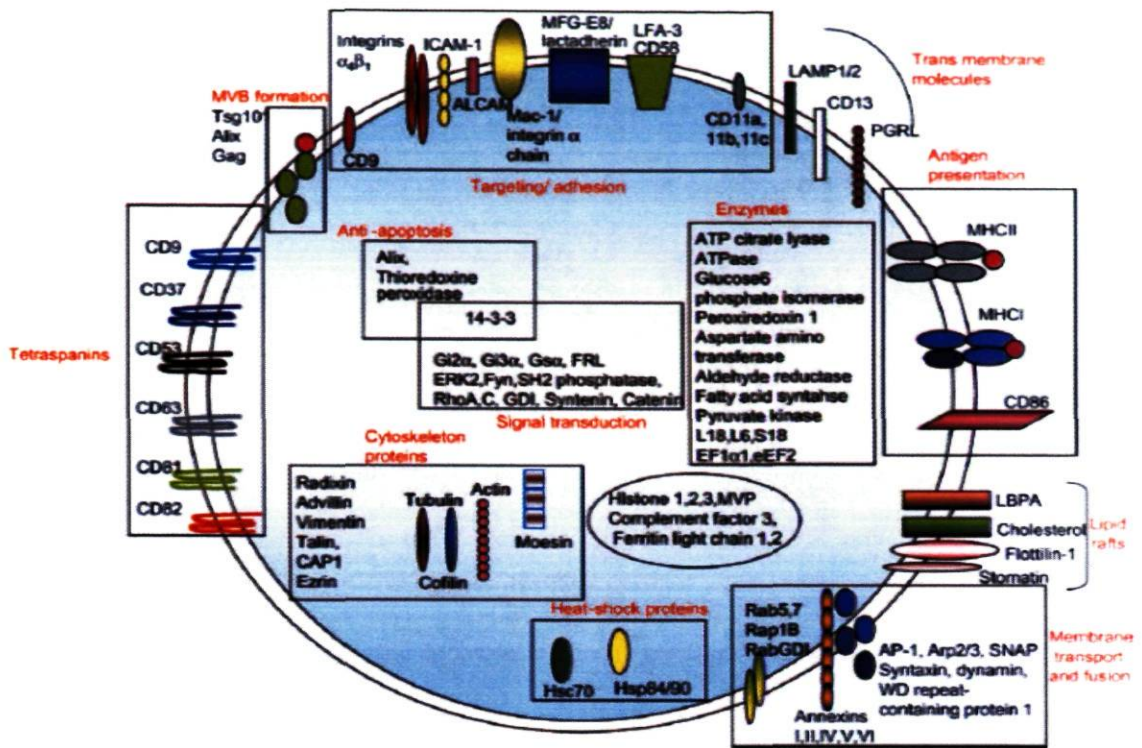 Integrins
α₄β₁
ICAM-1
ALCAM
MFG-E8/
lactadherin
Mac-1/
integrin α
chain
LFA-3
CD58
CD11a,
11b,11c
CD9
Targeting/ adhesion
LAMP1/2
CD13
PGRL
Trans membrane
molecules
MVB formation
Tsg10
Alix
Gag
Antigen
presentation
MHCII
MHCI
CD86
Tetraspanins
CD9
CD37
CD53
CD63
CD81
CD82
Anti -apoptosis
Alix,
Thioredoxine
peroxidase
14-3-3
Gi2α, Gi3α, Gsα, FRL
ERK2,Fyn,SH2 phosphatase,
RhoA,C, GDI, Syntenin, Catenin
Signal transduction
Enzymes
ATP citrate lyase
ATPase
Glucose6
phosphate isomerase
Peroxiredoxin 1
Aspartate amino
transferase
Aldehyde reductase
Fatty acid syntahse
Pyruvate kinase
L18,L6,S18
EF1α1,eEF2
Cytoskeleton
proteins
Radixin
Advillin
Vimentin
Talin,
CAP1
Ezrin
Tubulin
Cofilin
Actin
Moesin
Histone 1,2,3,MVP
Complement factor 3,
Ferritin light chain 1,2
LBPA
Cholesterol
Flottilin-1
Stomatin
Lipid
rafts
Heat-shock proteins
Hsc70
Hsp84/90
Rab5,7
Rap1B
RabGDI
Annexins
I,II,IV,V,VI
AP-1, Arp2/3, SNAP
Syntaxin, dynamin,
WD repeat-
containing protein 1
Membrane
transport
and fusion